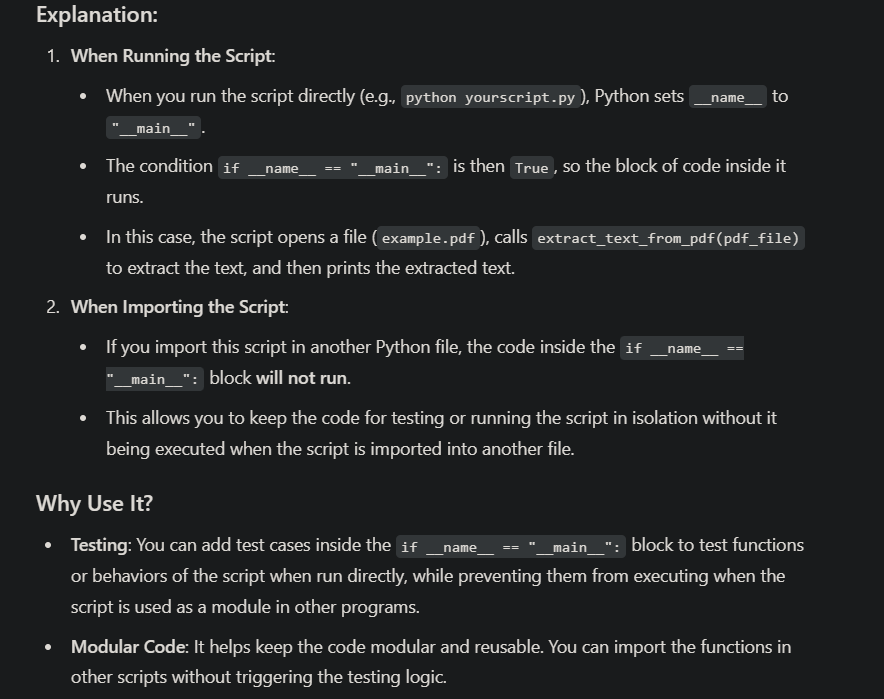 Explanation:
1. When Running the Script:
• When you run the script directly (e.g., python yourscript.py ), Python sets __name__ to
"__main__" .
• The condition if __name__ == "__main__": is then True , so the block of code inside it
runs.
• In this case, the script opens a file ( example.pdf ), calls extract_text_from_pdf(pdf_file)
to extract the text, and then prints the extracted text.
2. When Importing the Script:
• If you import this script in another Python file, the code inside the if __name__ ==
"__main__": block will not run.
• This allows you to keep the code for testing or running the script in isolation without it
being executed when the script is imported into another file.
Why Use It?
• Testing: You can add test cases inside the if __name__ == "__main__": block to test functions
or behaviors of the script when run directly, while preventing them from executing when the
script is used as a module in other programs.
• Modular Code: It helps keep the code modular and reusable. You can import the functions in
other scripts without triggering the testing logic.